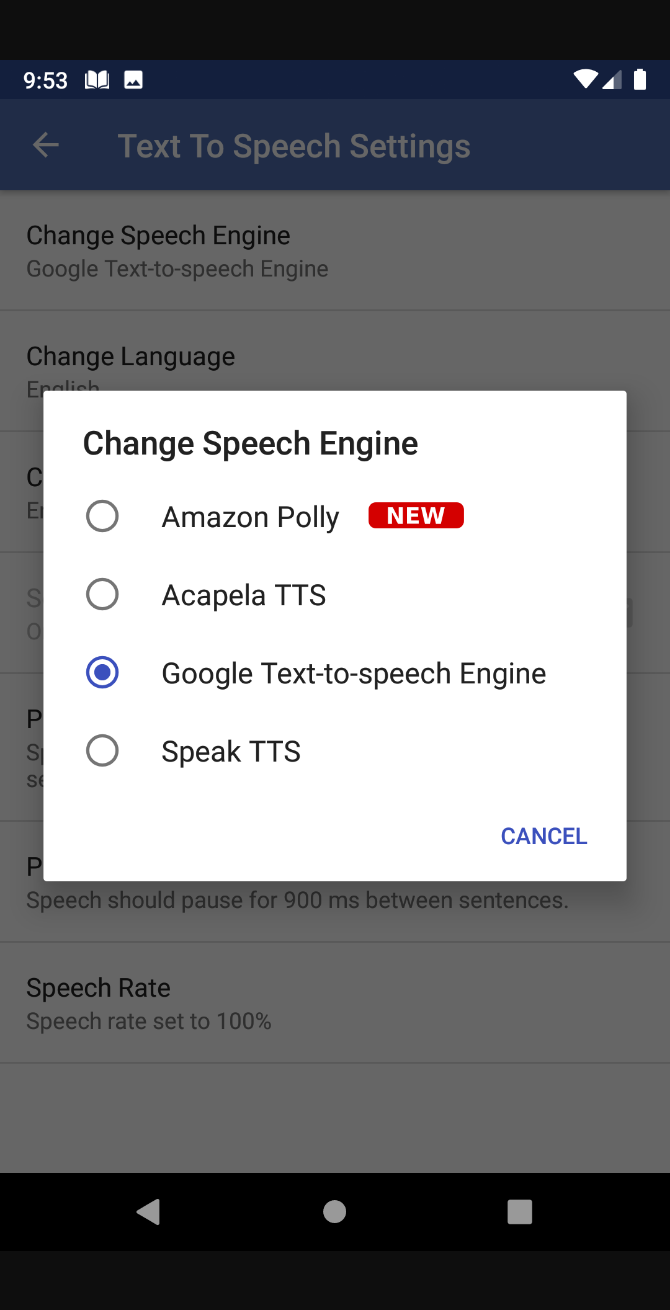 9:53
Text To Speech Settings
Change Speech Engine
Google Text-to-speech Engine
Change Language
English
Change Speech Engine
Amazon Polly NEW
Acapela TTS
Google Text-to-speech Engine
Speak TTS
CANCEL
Speech should pause for 900 ms between sentences.
Speech Rate
Speech rate set to 100%